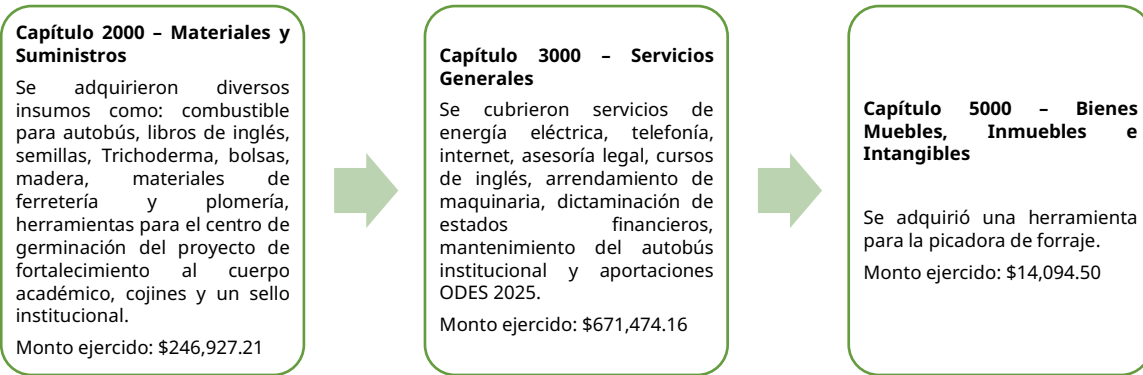 Capítulo 2000 – Materiales y
Suministros
Se adquirieron diversos
insumos como: combustible
para autobús, libros de inglés,
semillas, Trichoderma, bolsas,
madera, materiales de
ferretería y plomería,
herramientas para el centro de
germinación del proyecto de
fortalecimiento al cuerpo
académico, cojines y un sello
institucional.
Monto ejercido: $246,927.21
Capítulo 3000 – Servicios
Generales
Se cubrieron servicios de
energía eléctrica, telefonía,
internet, asesoría legal, cursos
de inglés, arrendamiento de
maquinaria, dictaminación de
estados financieros,
mantenimiento del autobús
institucional y aportaciones
ODES 2025.
Monto ejercido: $671,474.16
Capítulo 5000 – Bienes
Muebles, Inmuebles e
Intangibles
Se adquirió una herramienta
para la picadora de forraje.
Monto ejercido: $14,094.50